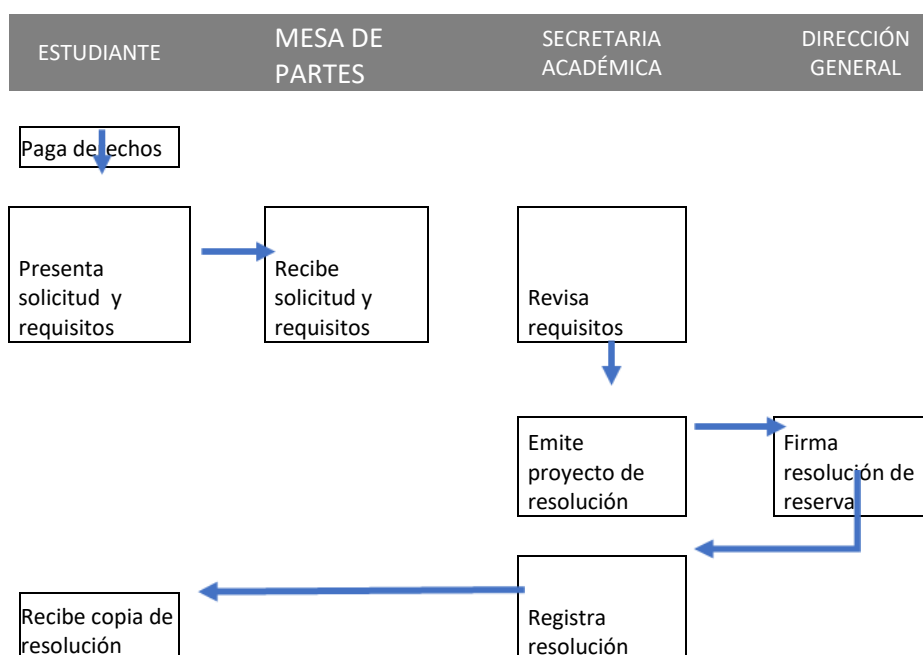 ESTUDIANTE
MESA DE
PARTES
SECRETARIA
ACADÉMICA
DIRECCIÓN
GENERAL
Paga derechos
Presenta
solicitud y
requisitos
Recibe
solicitud y
requisitos
Revisa
requisitos
Emite
proyecto de
resolución
Firma
resolución de
reserva
Registra
resolución
Recibe copia de
resolución